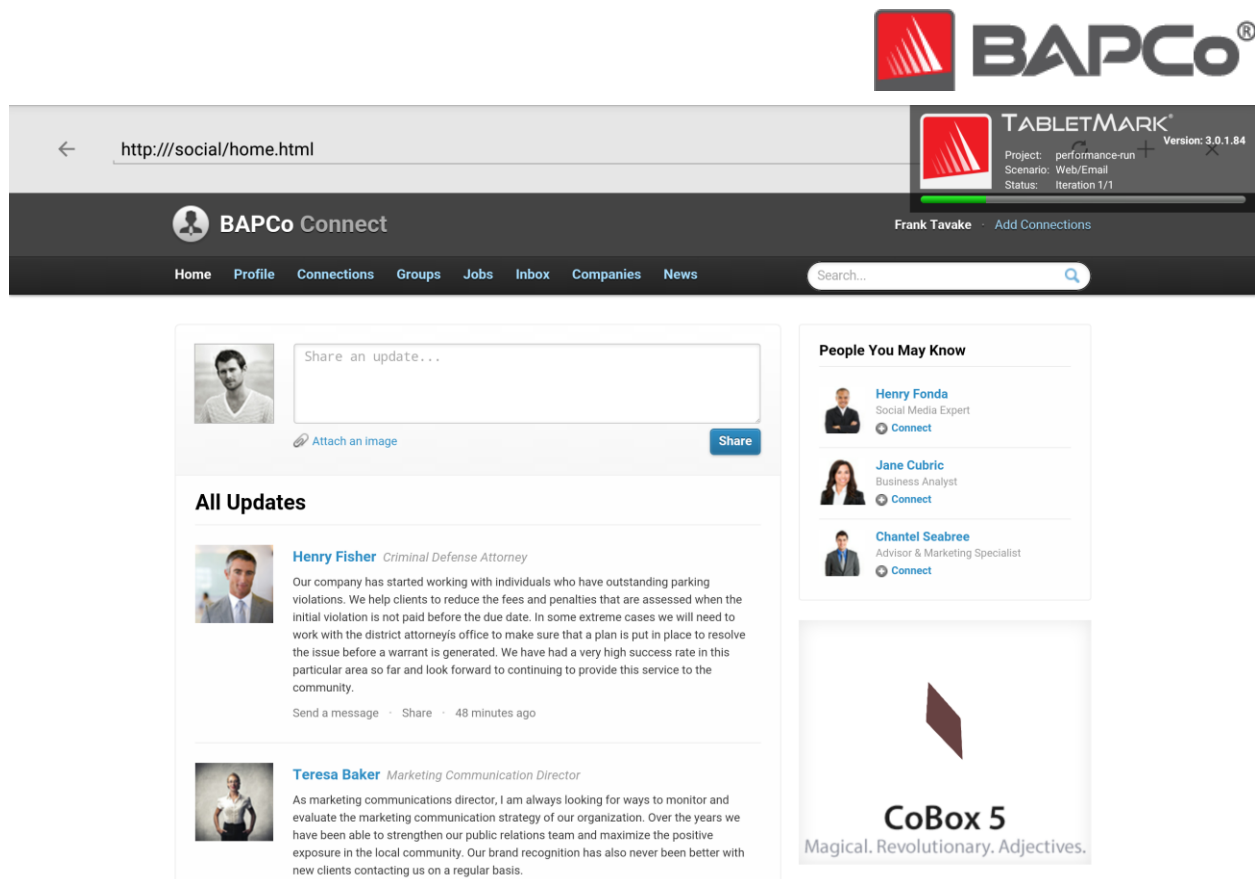 BAPCo®
TABLETMARK®
Version: 3.0.1.84
Project: performance-run
Scenario: Web/Email
Status: Iteration 1/1
http:///social/home.html
BAPCo Connect
Frank Tavake · Add Connections
Home Profile Connections Groups Jobs Inbox Companies News
Search...
Share an update...
Attach an image
Share
All Updates
Henry Fisher Criminal Defense Attorney
Our company has started working with individuals who have outstanding parking
violations. We help clients to reduce the fees and penalties that are assessed when the
initial violation is not paid before the due date. In some extreme cases we will need to
work with the district attorneyís office to make sure that a plan is put in place to resolve
the issue before a warrant is generated. We have had a very high success rate in this
particular area so far and look forward to continuing to provide this service to the
community.
Send a message · Share · 48 minutes ago
Teresa Baker Marketing Communication Director
As marketing communications director, I am always looking for ways to monitor and
evaluate the marketing communication strategy of our organization. Over the years we
have been able to strengthen our public relations team and maximize the positive
exposure in the local community. Our brand recognition has also never been better with
new clients contacting us on a regular basis.
People You May Know
Henry Fonda
Social Media Expert
Connect
Jane Cubric
Business Analyst
Connect
Chantel Seabree
Advisor & Marketing Specialist
Connect
CoBox 5
Magical. Revolutionary. Adjectives.